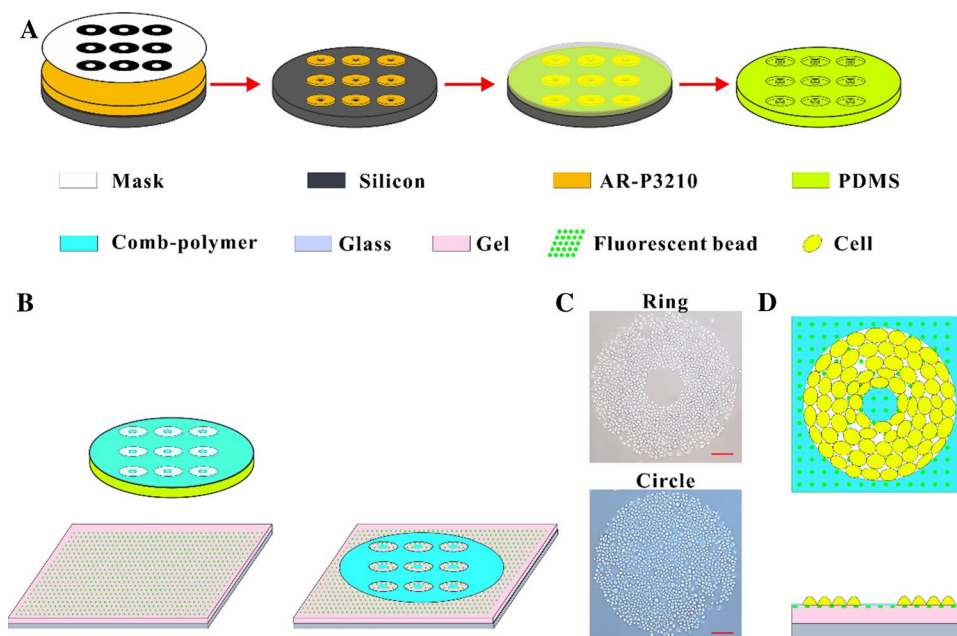 A
Mask
Silicon
AR-P3210
PDMS
Comb-polymer
Glass
Gel
Fluorescent bead
Cell
B
C
Ring
Circle
D